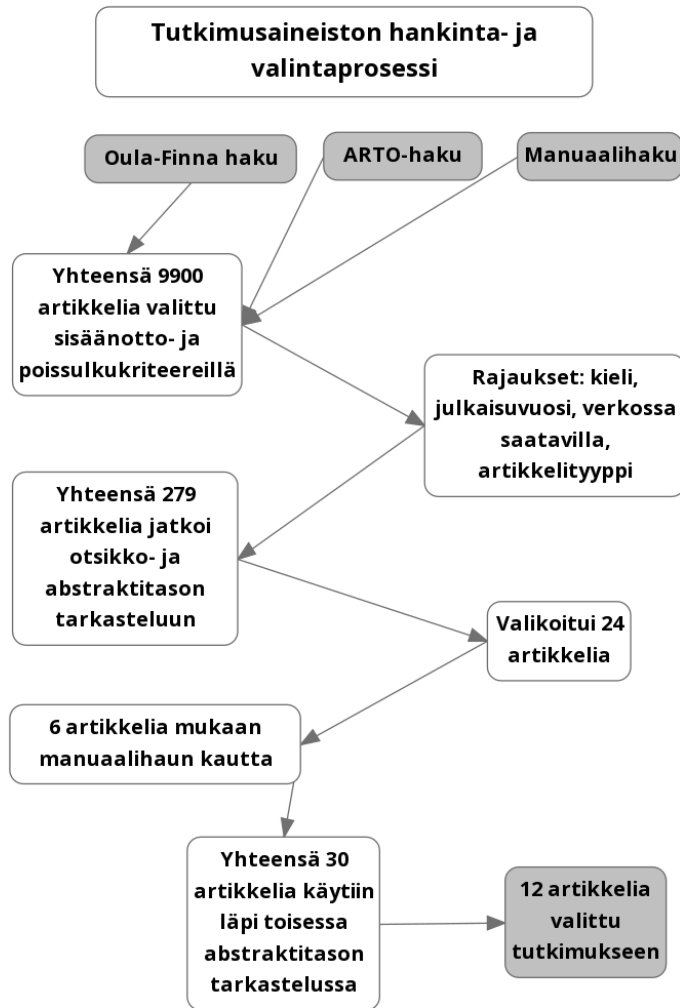 Tutkimusaineiston hankinta- ja
valintaprosessi
Oula-Finna haku
ARTO-haku
Manuaalihaku
Yhteensä 9900
artikkelia valittu
sisäänotto- ja
poissulkukriteereillä
Rajaukset: kieli,
julkaisuvuosi, verkossa
saatavilla,
artikkelityyppi
Yhteensä 279
artikkelia jatkoi
otsikko- ja
abstraktitason
tarkasteluun
Valikoitui 24
artikkelia
6 artikkelia mukaan
manuaalihaun kautta
Yhteensä 30
artikkelia käytiin
läpi toisessa
abstraktitason
tarkastelussa
12 artikkelia
valittu
tutkimukseen